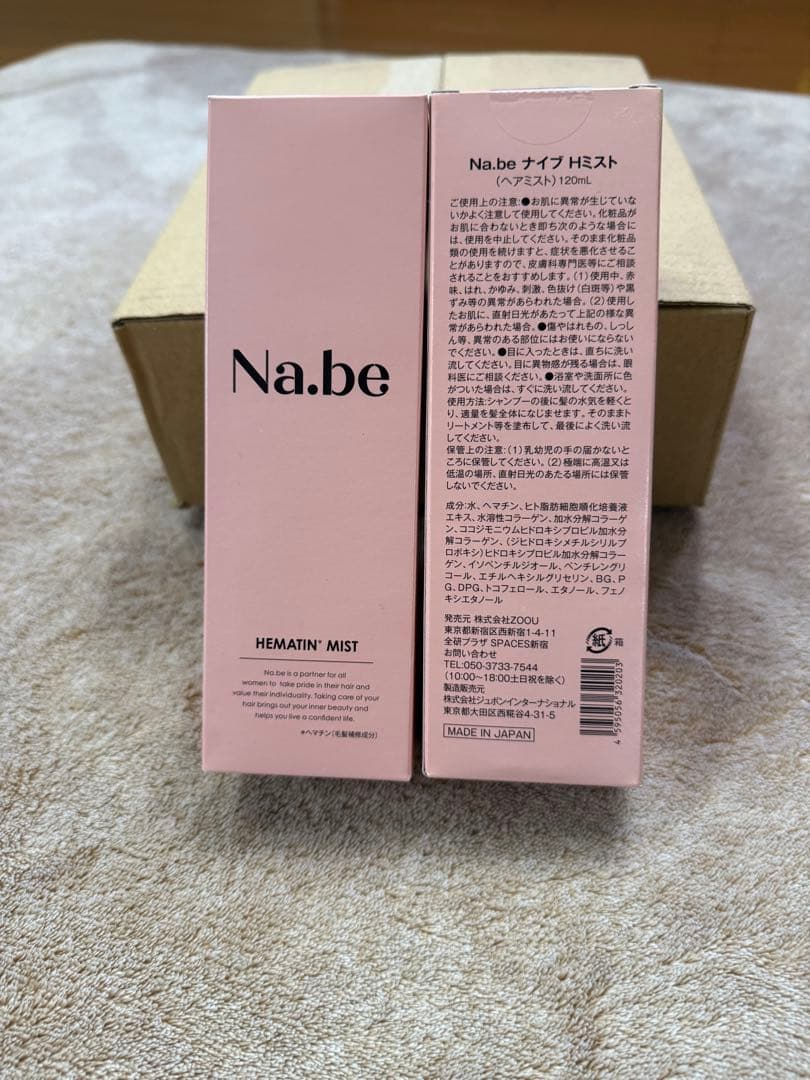 Na.be
HEMATIN* MIST
Na.be is a partner for all
women to take pride in their hair and
value their individuality. Taking care of your
hair brings out your inner beauty and
helps you live a confident life.
*ヘマチン(毛髪補修成分)
Na.be ナイブ Hミスト
(ヘアミスト)120mL
ご使用上の注意:●お肌に異常が生じていな
いかよく注意して使用してください。化粧品が
お肌に合わないとき即ち次のような場合に
は、使用を中止してください。そのまま化粧品
類の使用を続けますと、症状を悪化させるこ
とがありますので、皮膚科専門医等にご相談
されることをおすすめします。(1)使用中、赤
味、はれ、かゆみ、刺激、色抜け(白斑等)や黒
ずみ等の異常があらわれた場合。(2)使用し
たお肌に、直射日光があたって上記の様な異
常があらわれた場合。●傷やはれもの、しっし
ん等、異常のある部位にはお使いにならない
でください。●目に入ったときは、直ちに洗い
流してください。目に異物感が残る場合は、眼
科医にご相談ください。●浴室や洗面所に色
がついた場合は、すぐに洗い流してください。
使用方法:シャンプーの後に髪の水気を軽くと
り、適量を髪全体になじませます。そのままト
リートメント等を塗布して、最後によく洗い流
してください。
保管上の注意:(1)乳幼児の手の届かないと
ころに保管してください。(2)極端に高温又は
低温の場所、直射日光のあたる場所には保管
しないでください。
成分:水、ヘマチン、ヒト脂肪細胞順化培養液
エキス、水溶性コラーゲン、加水分解コラーゲ
ン、ココジモニウムヒドロキシプロピル加水分
解コラーゲン、(ジヒドロキシメチルシリルプ
ロポキシ)ヒドロキシプロピル加水分解コラー
ゲン、イソペンチルジオール、ペンチレングリ
コール、エチルヘキシルグリセリン、BG、P
G、DPG、トコフェロール、エタノール、フェノ
キシエタノール
発売元 株式会社ZOOU
東京都新宿区西新宿1-4-11
全研プラザ SPACES新宿
お問い合わせ
TEL:050-3733-7544
(10:00~18:00土日祝を除く)
製造販売元
株式会社ジュポンインターナショナル
東京都大田区西糀谷4-31-5
MADE IN JAPAN
紙 箱
4 595056 320203